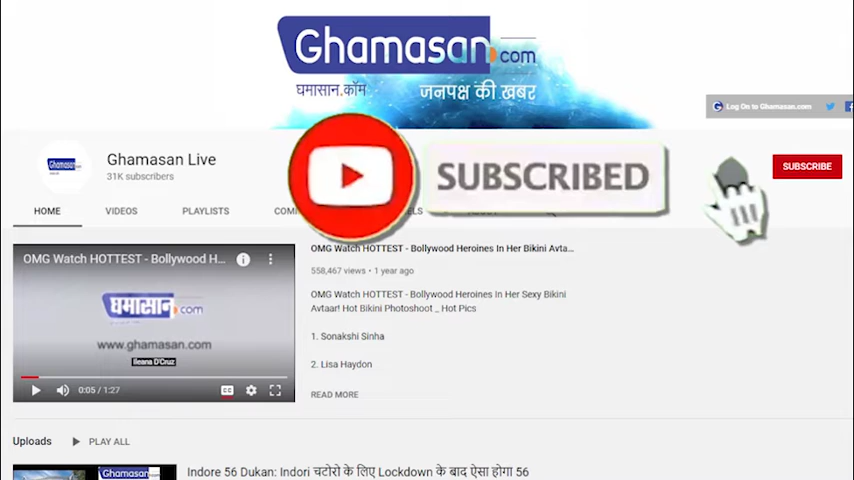 Ghamasan.com
घमासान.कॉम
जनपक्ष की खबर
Log On to Ghamasan.com
Ghamasan Live
31K subscribers
SUBSCRIBED
SUBSCRIBE
HOME VIDEOS PLAYLISTS
OMG Watch HOTTEST - Bollywood H...
घमासान.com
www.ghamasan.com
Ileana D'Cruz
0:05 / 1:27
OMG Watch HOTTEST - Bollywood Heroines In Her Bikini Avta...
558,467 views • 1 year ago
OMG Watch HOTTEST - Bollywood Heroines In Her Sexy Bikini
Avtaar! Hot Bikini Photoshoot _ Hot Pics
1. Sonakshi Sinha
2. Lisa Haydon
READ MORE
Uploads PLAY ALL
Ghamasan.com
Indore 56 Dukan: Indori चटोरो के लिए Lockdown के बाद ऐसा होगा 56